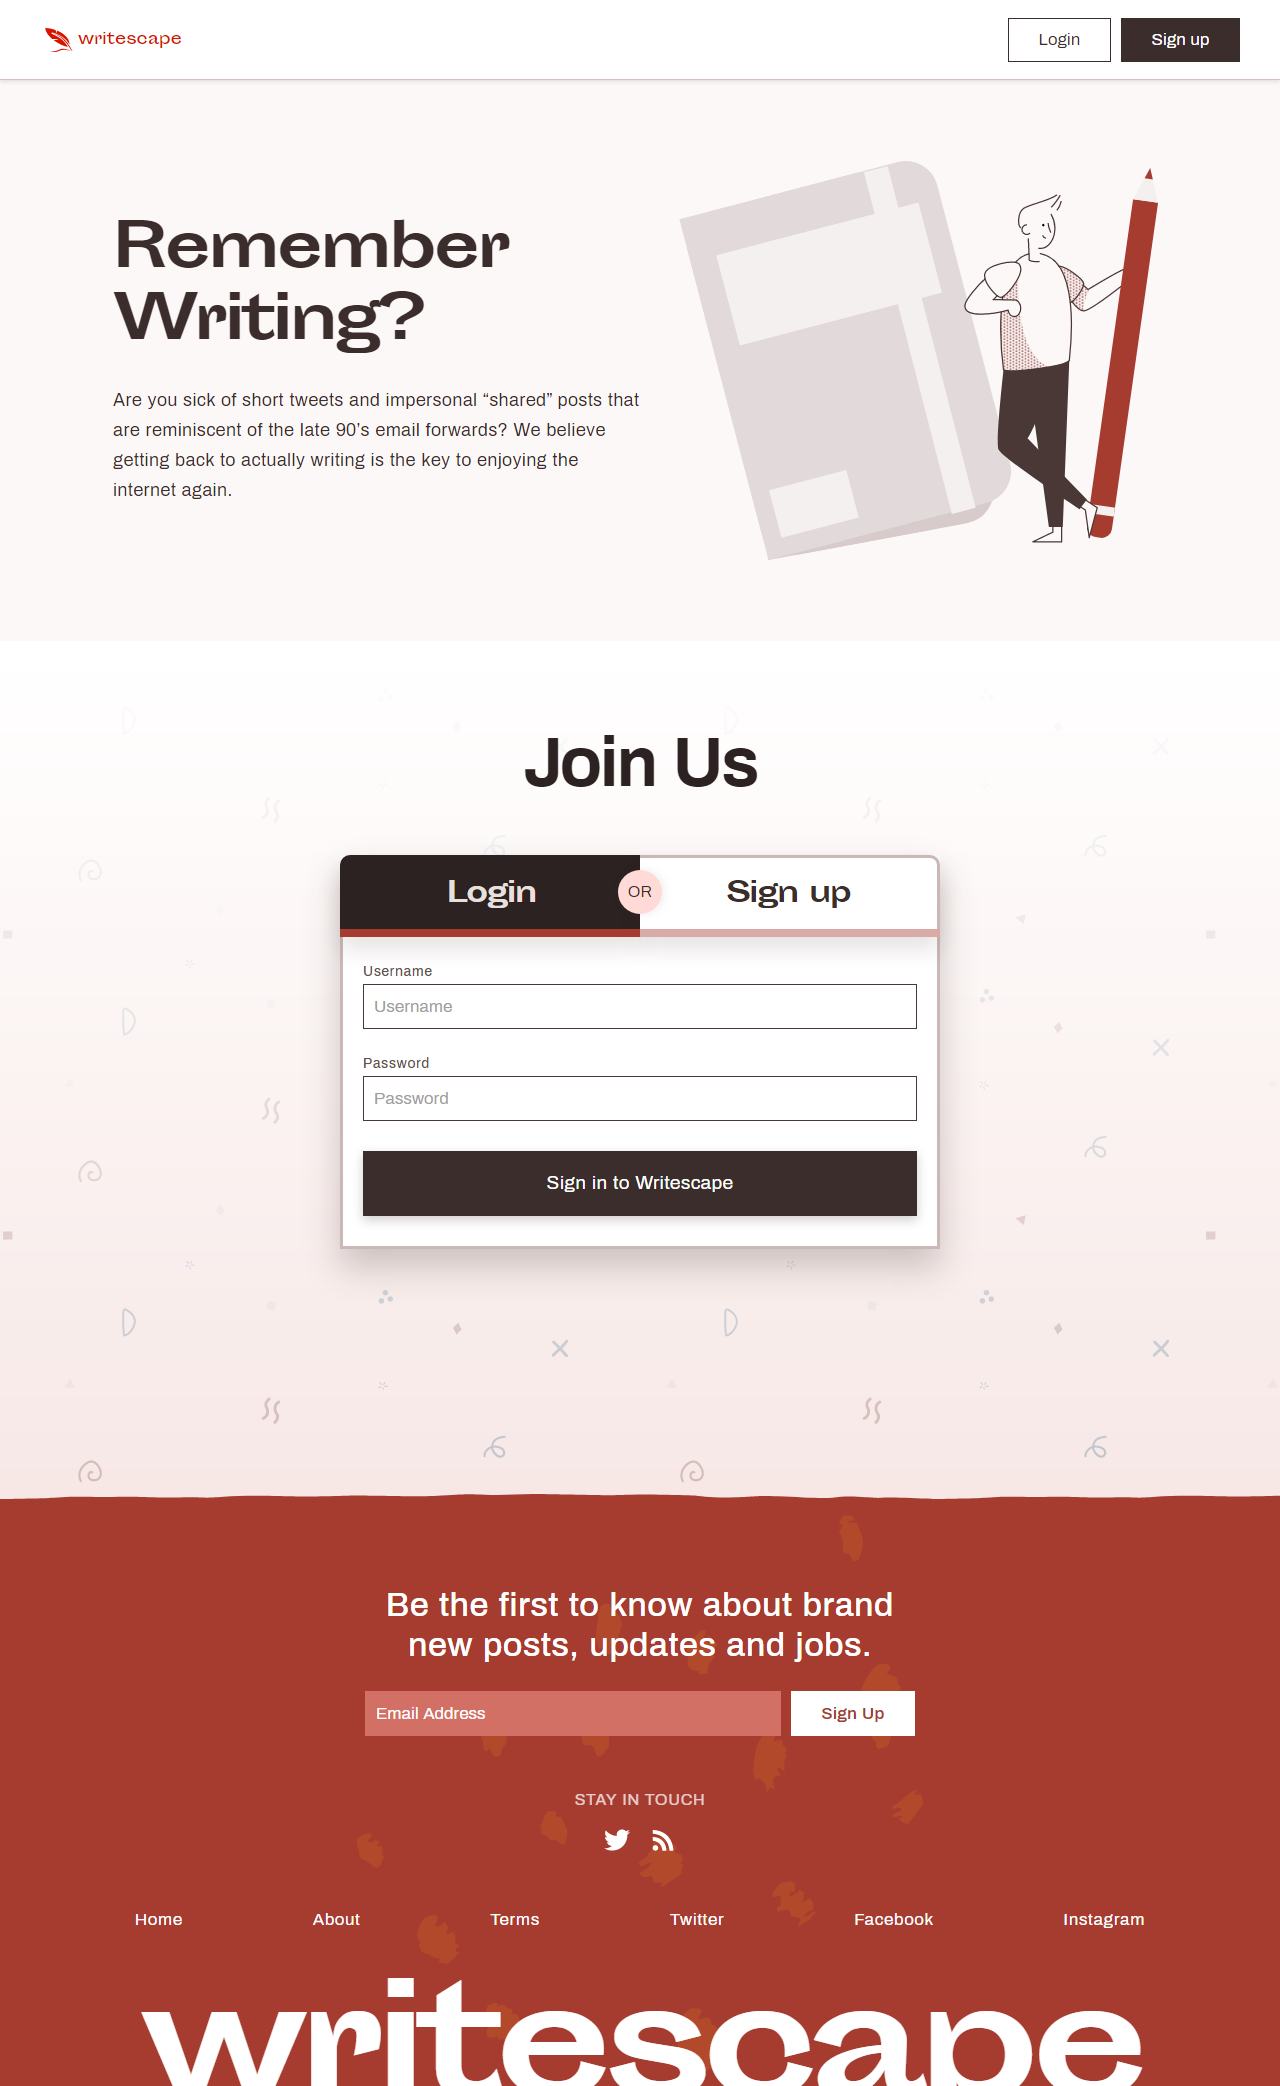 writescape
Login
Sign up
Remember
Writing?
Are you sick of short tweets and impersonal “shared” posts that
are reminiscent of the late 90’s email forwards? We believe
getting back to actually writing is the key to enjoying the
internet again.
Join Us
Login
OR
Sign up
Username
Username
Password
Password
Sign in to Writescape
Be the first to know about brand
new posts, updates and jobs.
Email Address
Sign Up
STAY IN TOUCH
Home
About
Terms
Twitter
Facebook
Instagram
writescape